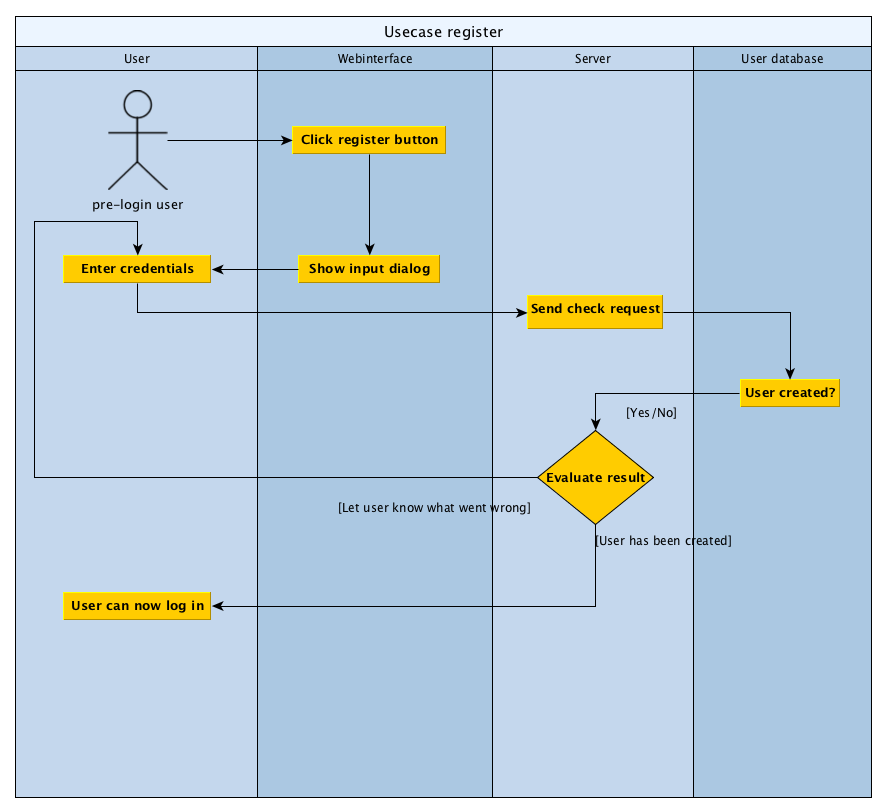 Usecase register
User
Webinterface
Server
User database
Click register button
pre-login user
Enter credentials
Show input dialog
Send check request
User created?
[Yes/No]
Evaluate result
[Let user know what went wrong]
[User has been created]
User can now log in